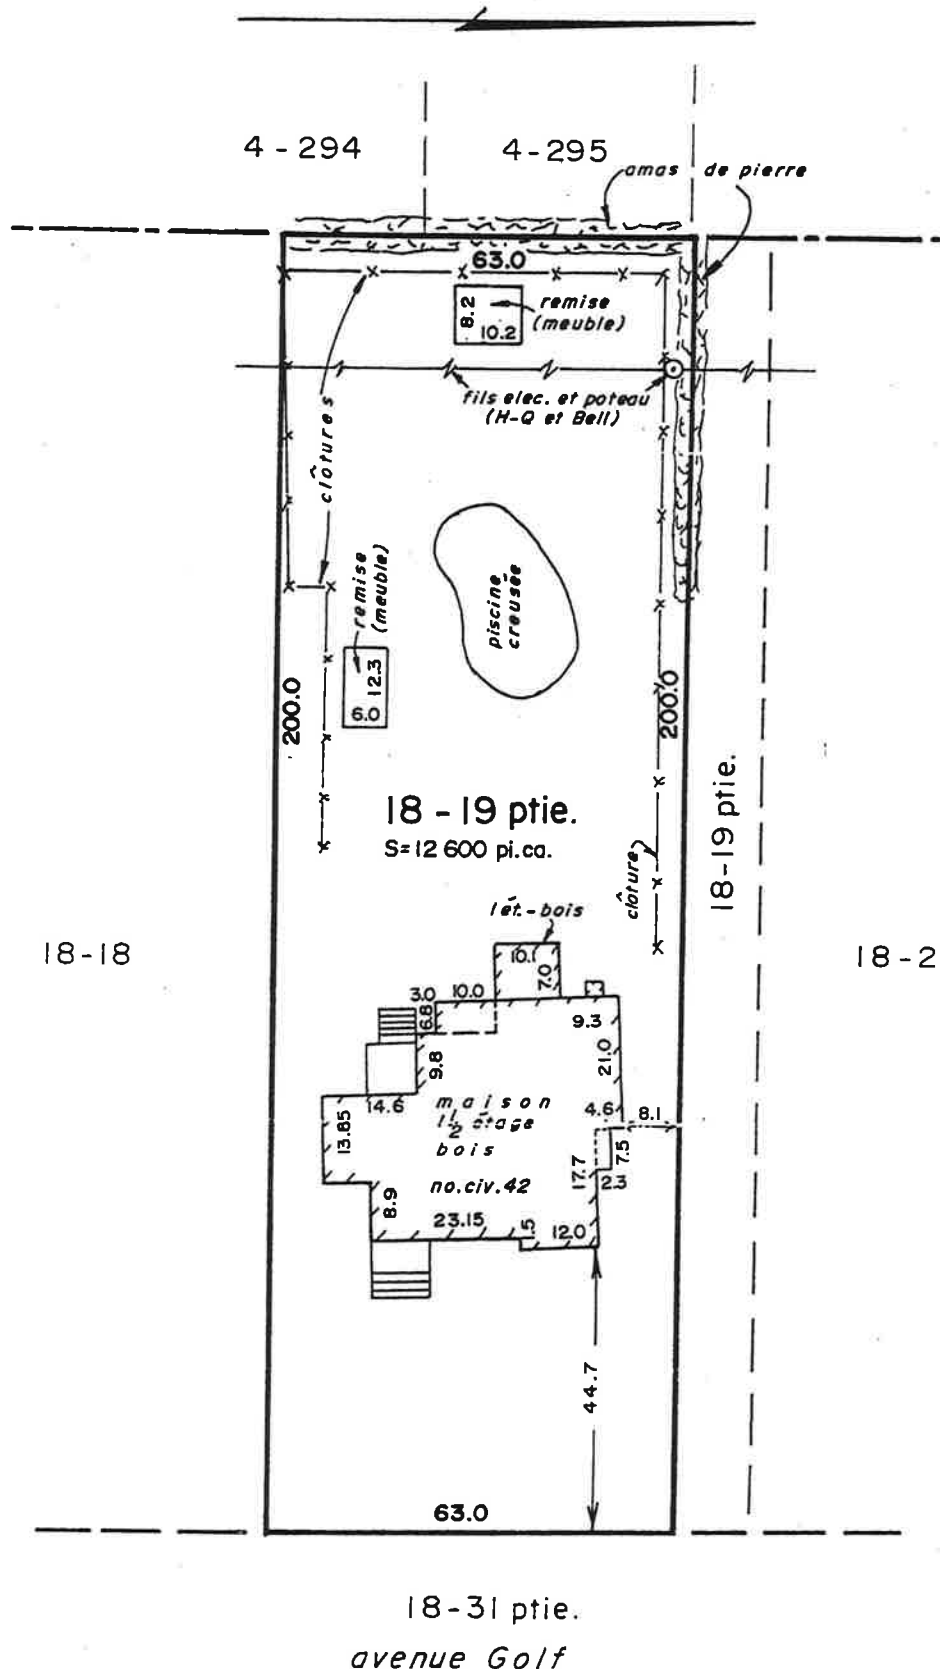 4-294
4-295
amas de pierre
63.0
8.2
10.2
remise
(meuble)
fils elec. et poteau
(H-Q et Bell)
clôtures
remise
(meuble)
piscine
creusée
12.3
6.0
200.0
200.0
18-19 ptie.
S=12 600 pi.ca.
clôture
18-19 ptie.
18-18
18-2
1 ét.-bois
10.1
7.0
3.0
10.0
6.8
9.3
9.8
21.0
14.6
13.85
maison
1 1/2 étage
bois
no.civ.42
4.6
8.1
7.5
17.7
2.3
8.9
23.15
1.5
12.0
44.7
63.0
18-31 ptie.
avenue Golf